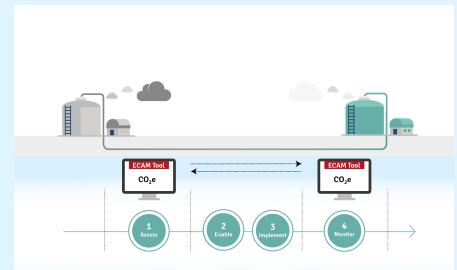 ECAM Tool
CO₂e
ECAM Tool
CO₂e
1
Assess
2
Enable
3
Implement
4
Monitor